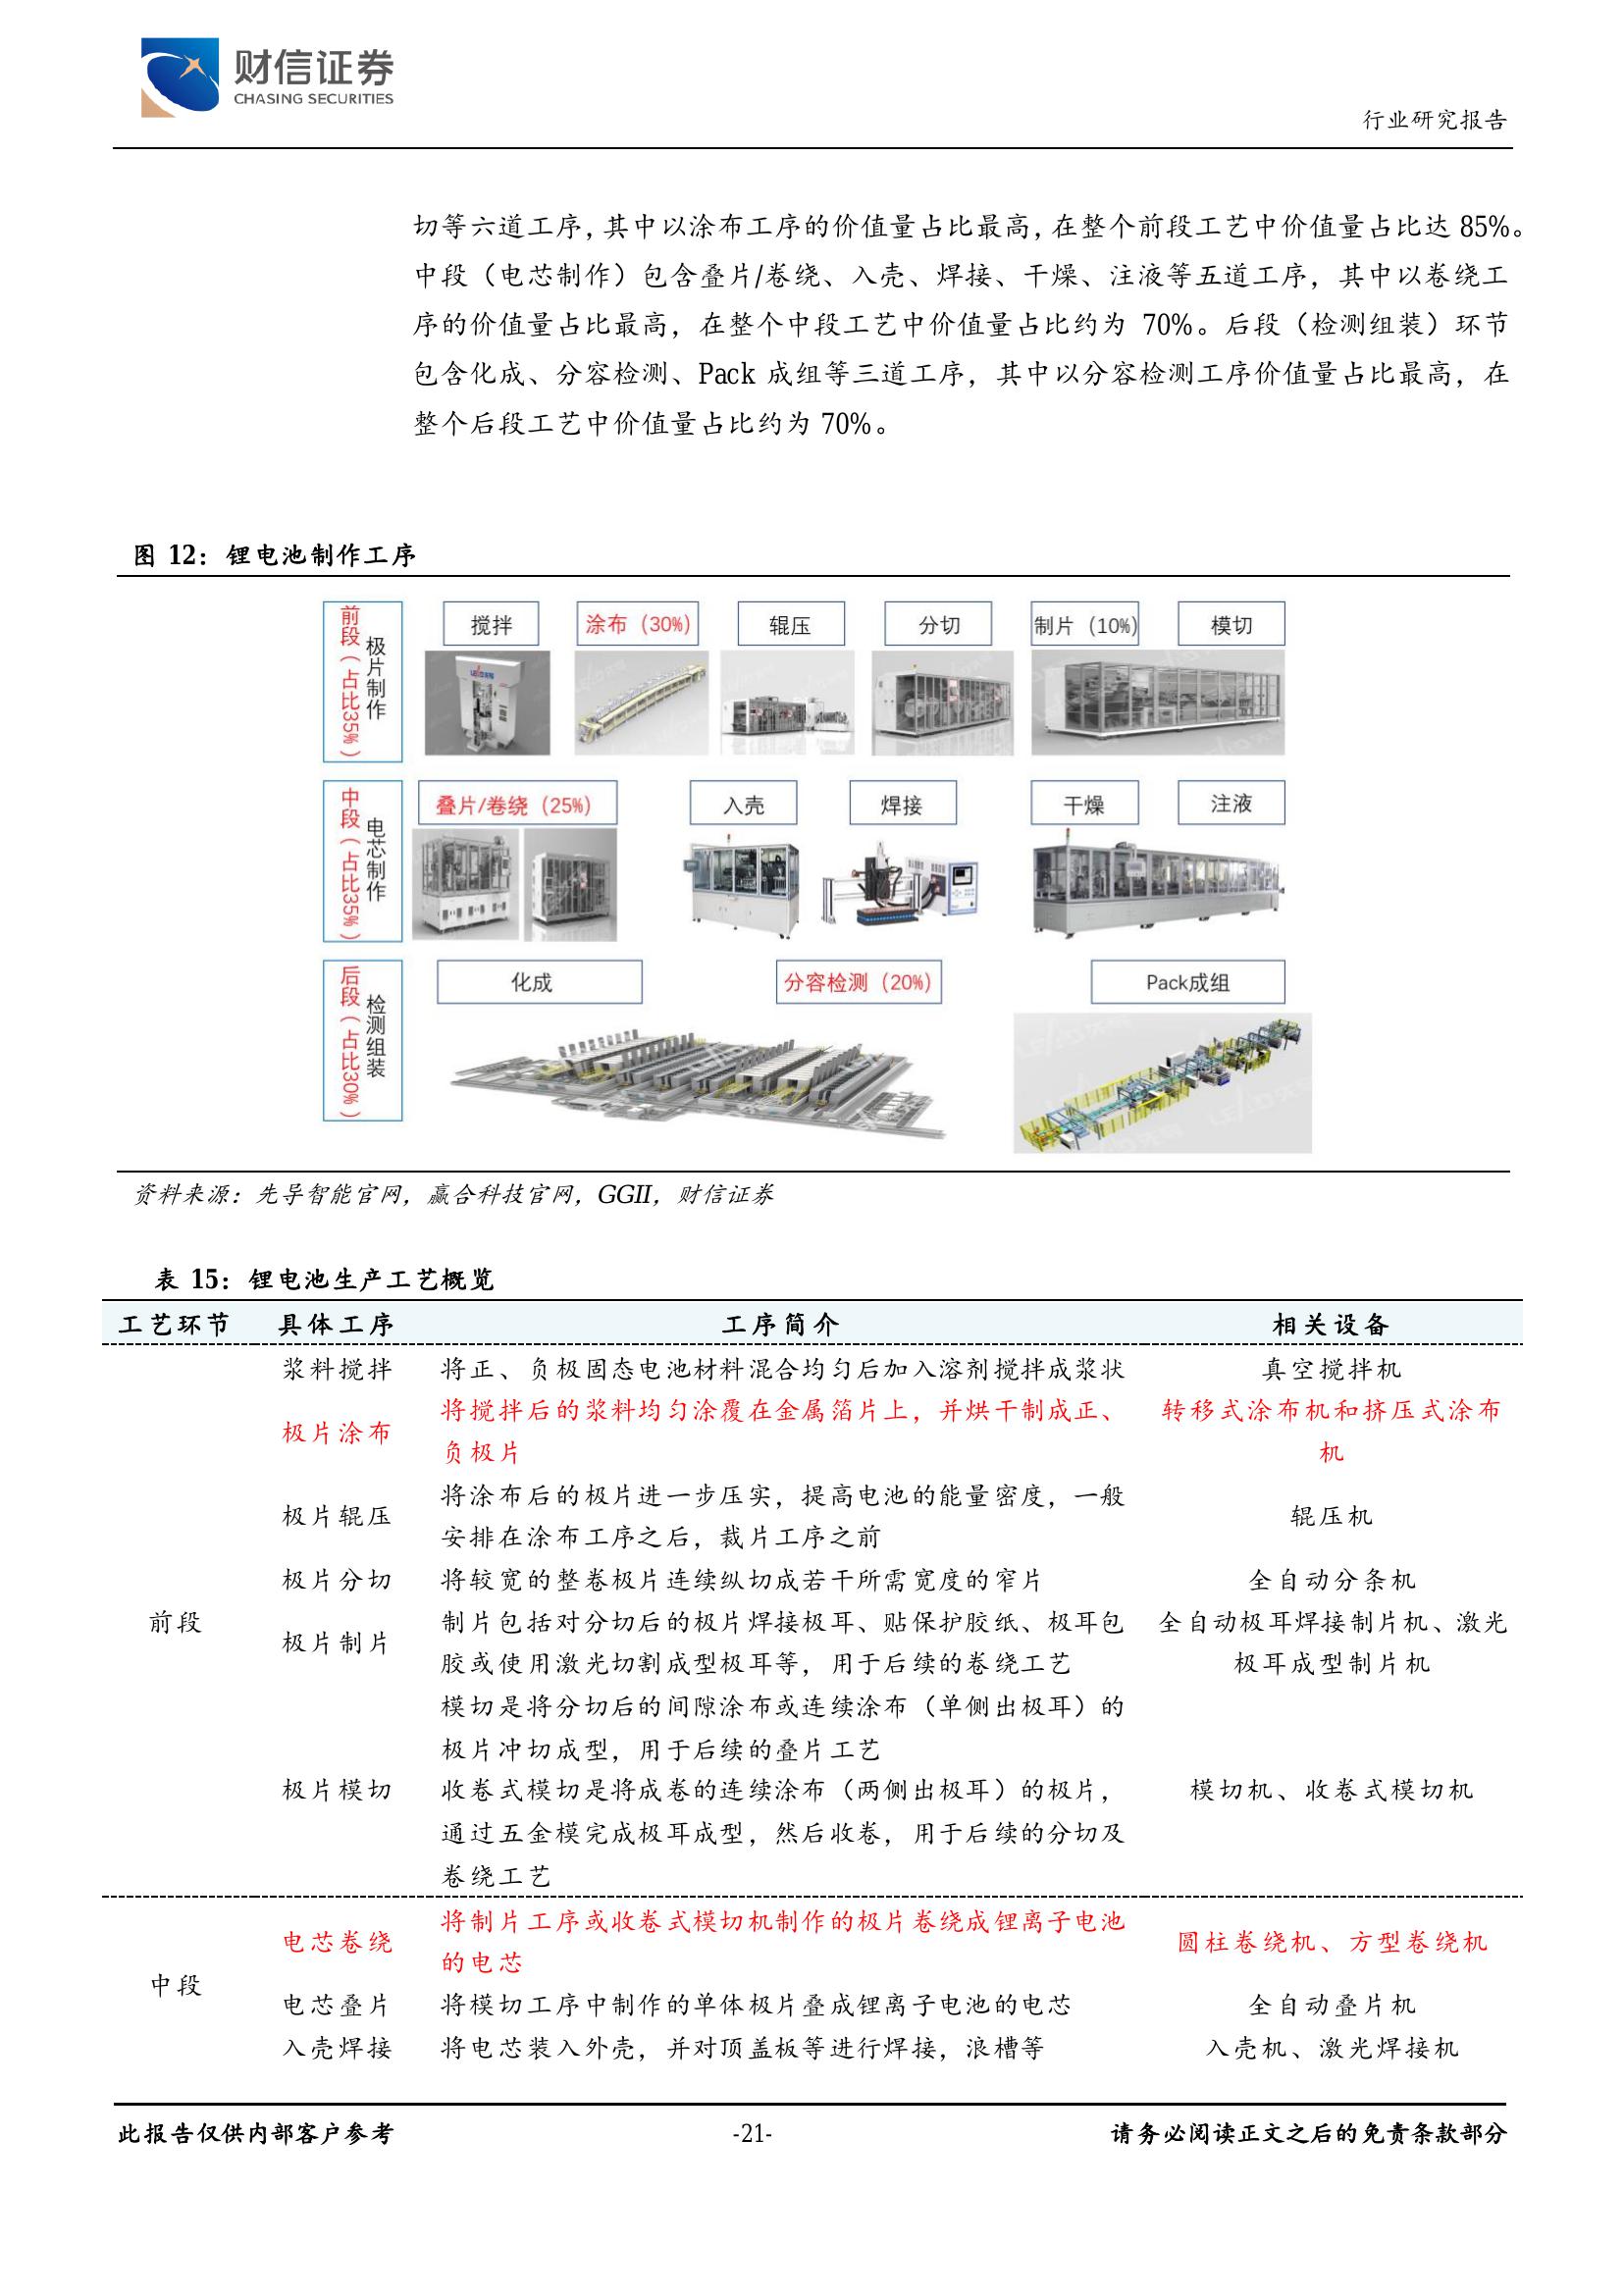 财信证券
CHASING SECURITIES
行业研究报告
切等六道工序，其中以涂布工序的价值量占比最高，在整个前段工艺中价值量占比达 85%。
中段（电芯制作）包含叠片/卷绕、入壳、焊接、干燥、注液等五道工序，其中以卷绕工
序的价值量占比最高，在整个中段工艺中价值量占比约为 70%。后段（检测组装）环节
包含化成、分容检测、Pack 成组等三道工序，其中以分容检测工序价值量占比最高，在
整个后段工艺中价值量占比约为 70%。
图 12：锂电池制作工序
前段（占比35%）
极片制作
搅拌
涂布（30%）
辊压
分切
制片（10%）
模切
中段（占比35%）
电芯制作
叠片/卷绕（25%）
入壳
焊接
干燥
注液
后段（占比30%）
检测组装
化成
分容检测（20%）
Pack成组
资料来源：先导智能官网，赢合科技官网，GGII，财信证券
表 15：锂电池生产工艺概览
工艺环节 具体工序 工序简介 相关设备
浆料搅拌 将正、负极固态电池材料混合均匀后加入溶剂搅拌成浆状 真空搅拌机
极片涂布 将搅拌后的浆料均匀涂覆在金属箔片上，并烘干制成正、 转移式涂布机和挤压式涂布
负极片 机
极片辊压 将涂布后的极片进一步压实，提高电池的能量密度，一般 辊压机
安排在涂布工序之后，裁片工序之前
极片分切 将较宽的整卷极片连续纵切成若干所需宽度的窄片 全自动分条机
前段
极片制片 制片包括对分切后的极片焊接极耳、贴保护胶纸、极耳包 全自动极耳焊接制片机、激光
胶或使用激光切割成型极耳等，用于后续的卷绕工艺 极耳成型制片机
模切是将分切后的间隙涂布或连续涂布（单侧出极耳）的
极片冲切成型，用于后续的叠片工艺
极片模切 收卷式模切是将成卷的连续涂布（两侧出极耳）的极片， 模切机、收卷式模切机
通过五金模完成极耳成型，然后收卷，用于后续的分切及
卷绕工艺
电芯卷绕 将制片工序或收卷式模切机制作的极片卷绕成锂离子电池 圆柱卷绕机、方型卷绕机
的电芯
中段
电芯叠片 将模切工序中制作的单体极片叠成锂离子电池的电芯 全自动叠片机
入壳焊接 将电芯装入外壳，并对顶盖板等进行焊接，浪槽等 入壳机、激光焊接机
此报告仅供内部客户参考 -21- 请务必阅读正文之后的免责条款部分